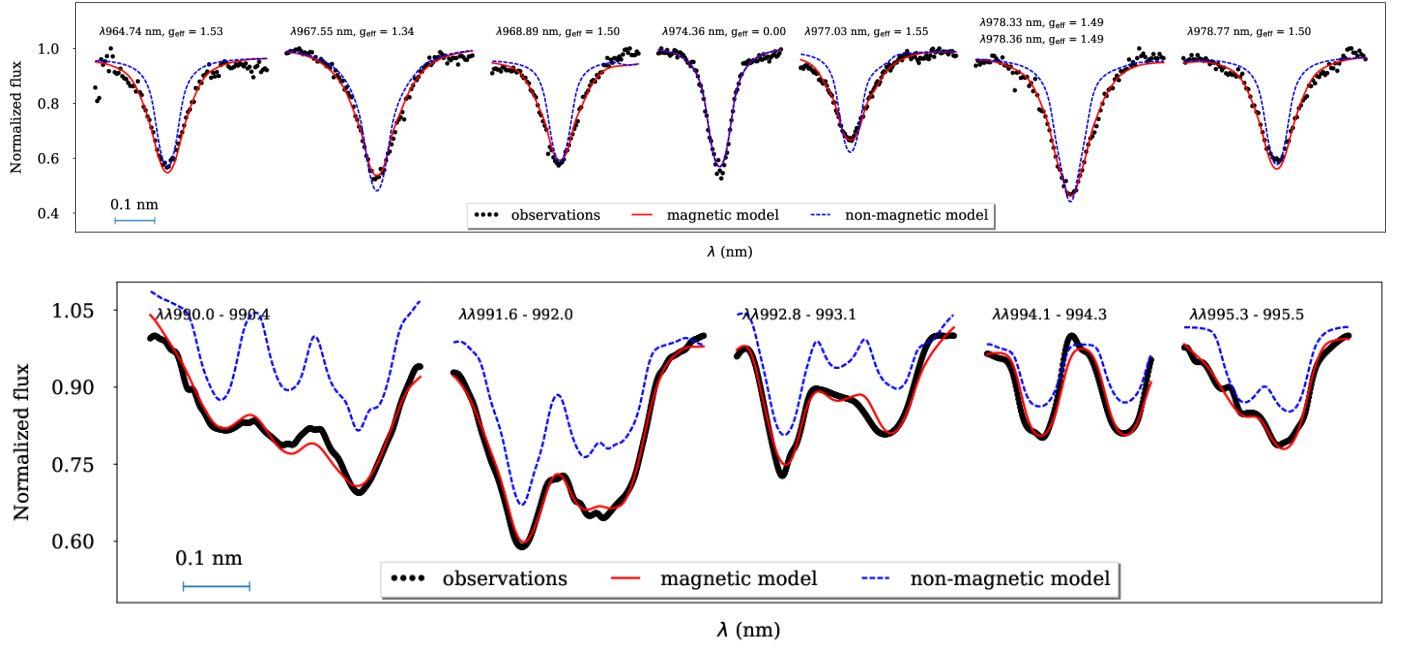 λ964.74 nm, g_eff = 1.53
λ967.55 nm, g_eff = 1.34
λ968.89 nm, g_eff = 1.50
λ974.36 nm, g_eff = 0.00
λ977.03 nm, g_eff = 1.55
λ978.33 nm, g_eff = 1.49
λ978.36 nm, g_eff = 1.49
λ978.77 nm, g_eff = 1.50
1.0
0.8
0.6
0.4
Normalized flux
0.1 nm
observations magnetic model non-magnetic model
λ (nm)
λλ990.0 - 990.4
λλ991.6 - 992.0
λλ992.8 - 993.1
λλ994.1 - 994.3
λλ995.3 - 995.5
1.05
0.90
0.75
0.60
Normalized flux
0.1 nm
observations magnetic model non-magnetic model
λ (nm)